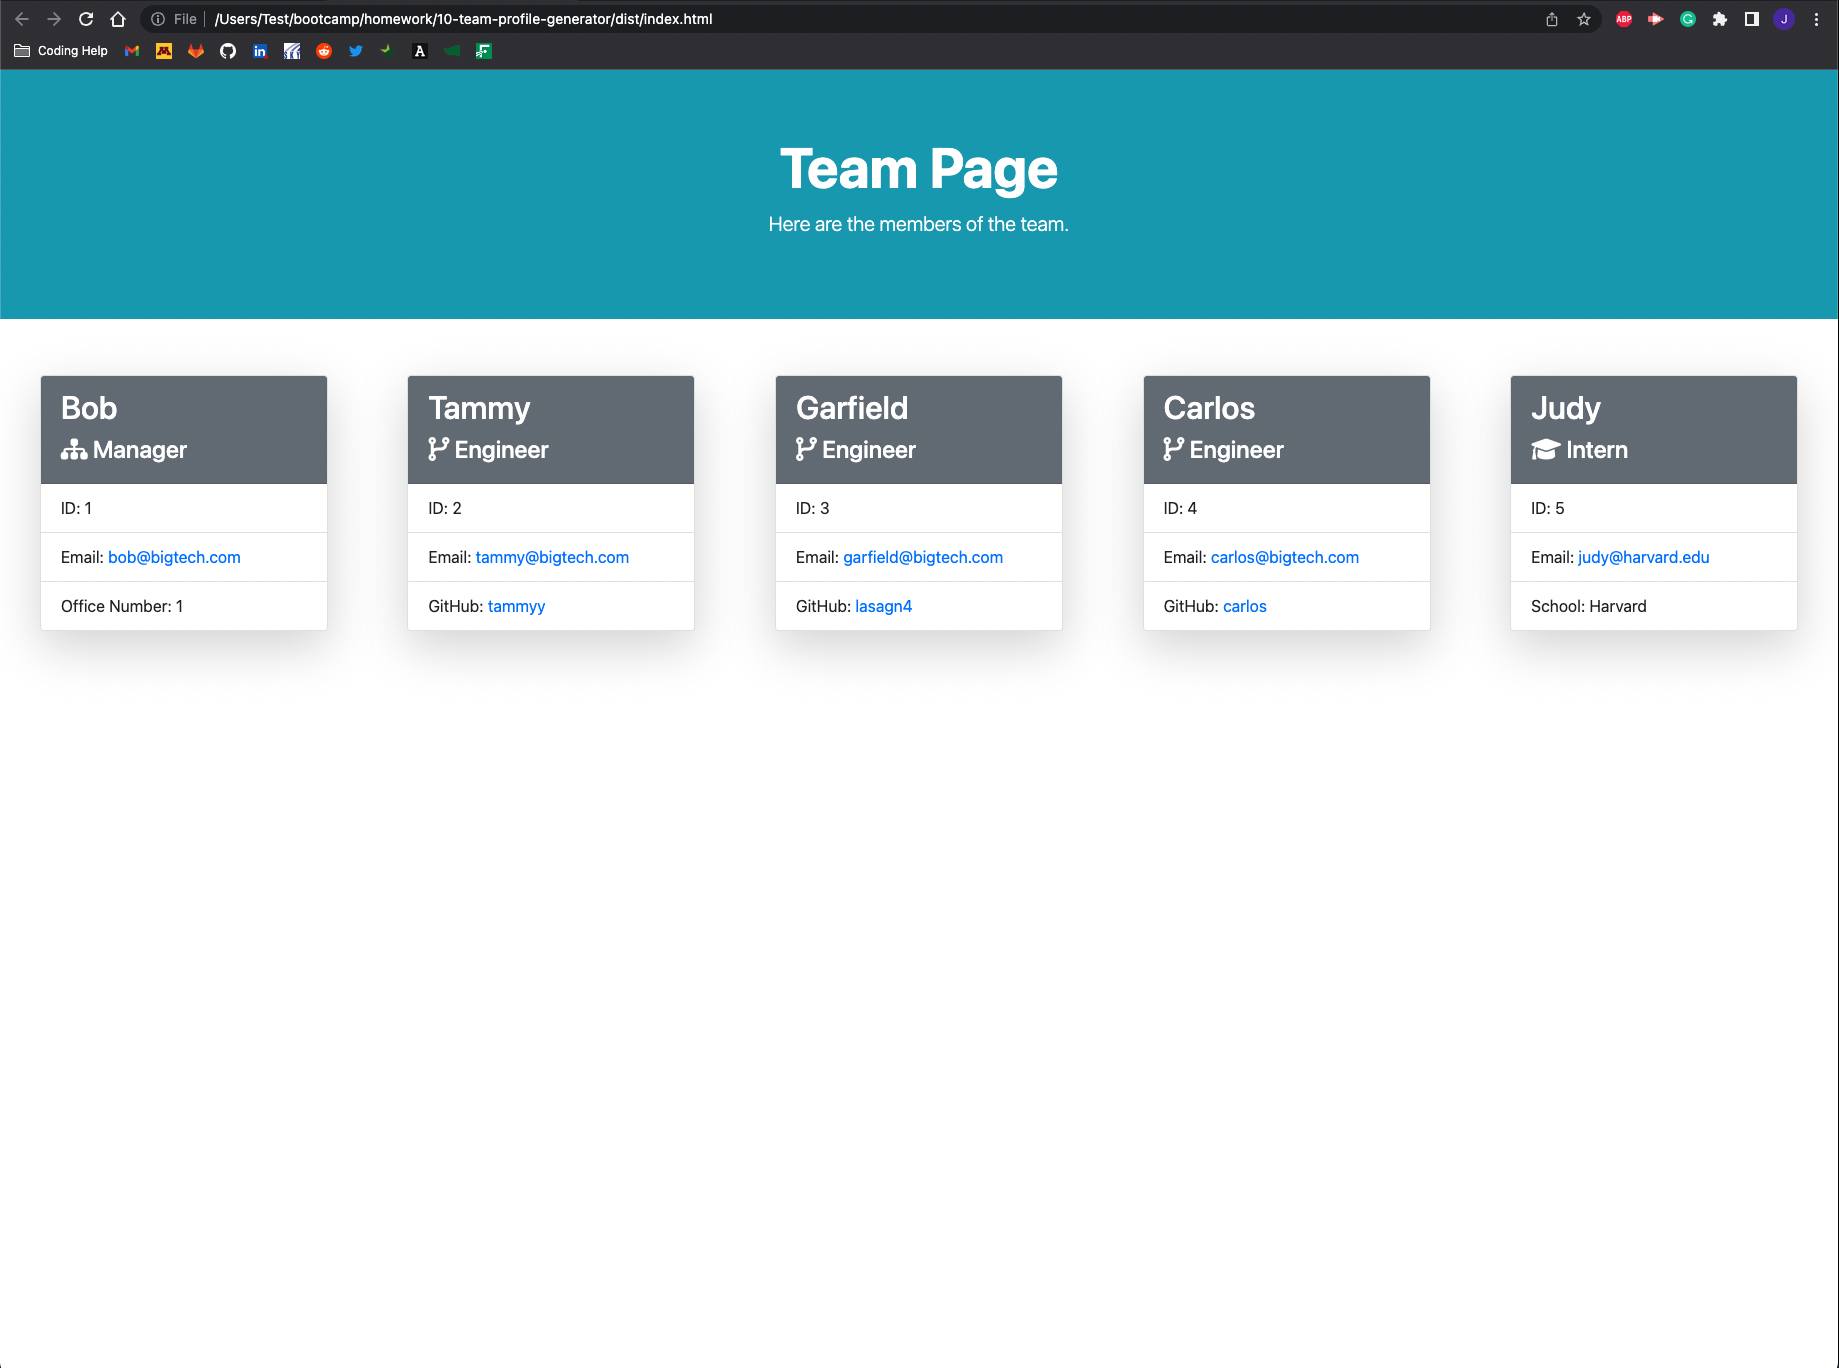 File /Users/Test/bootcamp/homework/10-team-profile-generator/dist/index.html
ABP
G
J
Coding Help
M
in
A
Team Page
Here are the members of the team.
Bob
Manager
ID: 1
Email: bob@bigtech.com
Office Number: 1
Tammy
Engineer
ID: 2
Email: tammy@bigtech.com
GitHub: tammyy
Garfield
Engineer
ID: 3
Email: garfield@bigtech.com
GitHub: lasagn4
Carlos
Engineer
ID: 4
Email: carlos@bigtech.com
GitHub: carlos
Judy
Intern
ID: 5
Email: judy@harvard.edu
School: Harvard